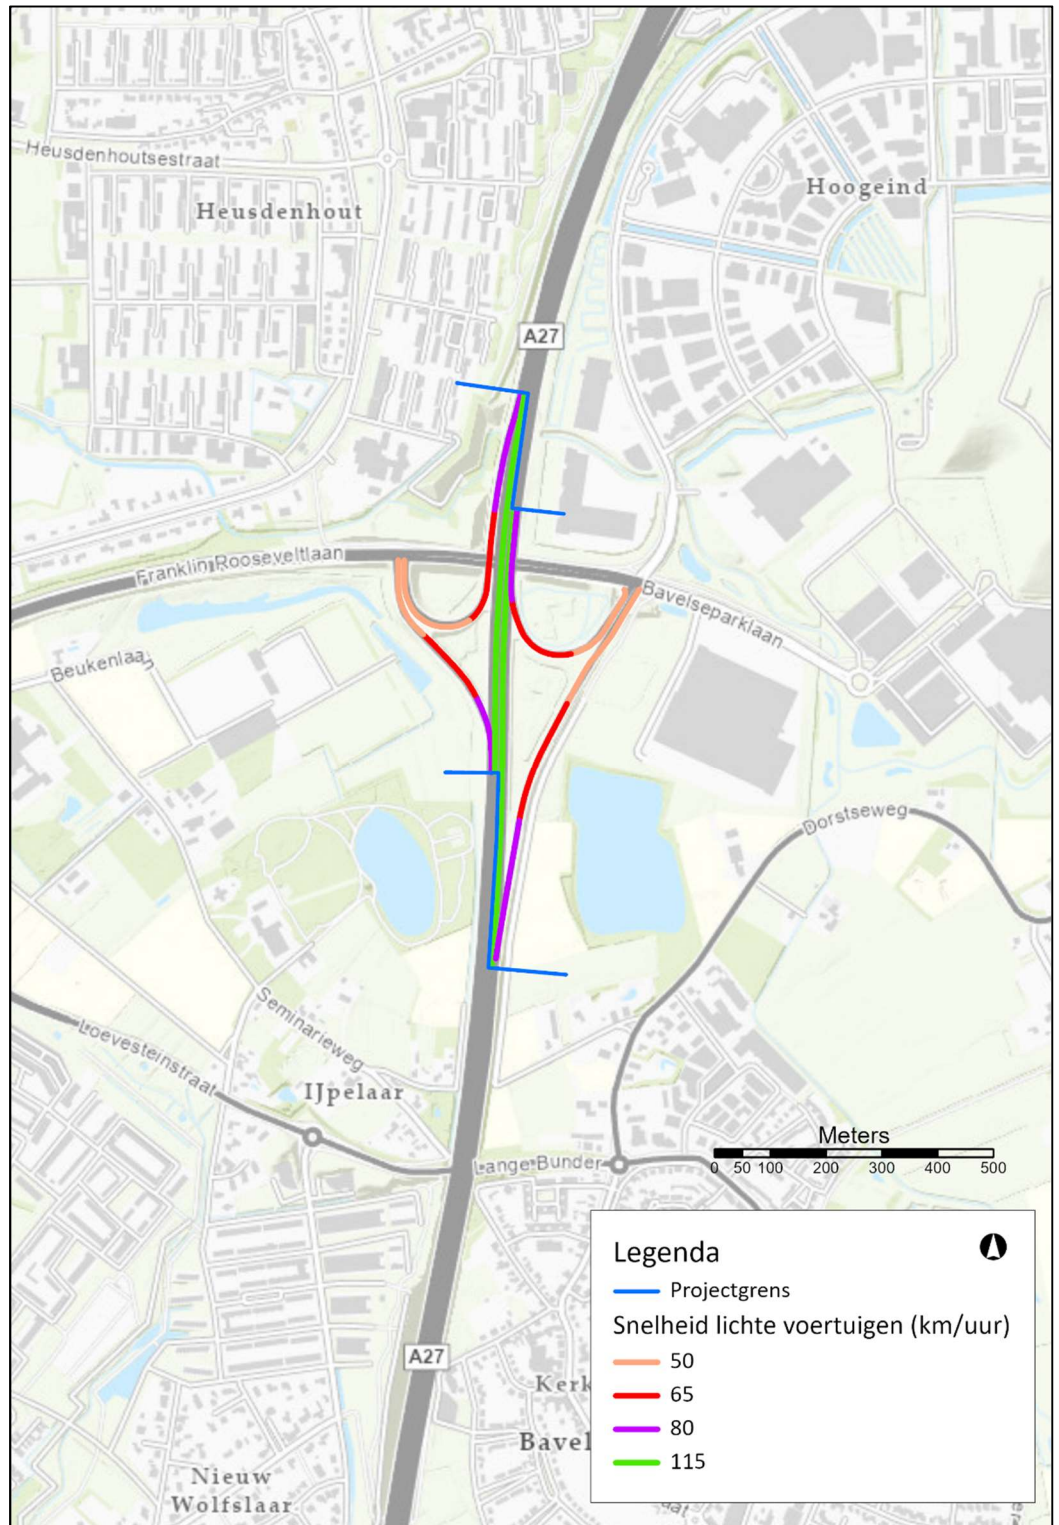 Heusdenhoutsestraat
Hoogeind
Heusdenhout
A27
Franklin Rooseveltlaan
Bavelseparklaan
Beukenlaan
Dorstseweg
Seminarieweg
Loevesteinstraat
IJpelaar
Meters
0 50 100 200 300 400 500
Lange Bunder
Legenda
Projectgrens
Snelheid lichte voertuigen (km/uur)
50
65
80
115
A27
Kerk
Bavel
Nieuw
Wolfslaar